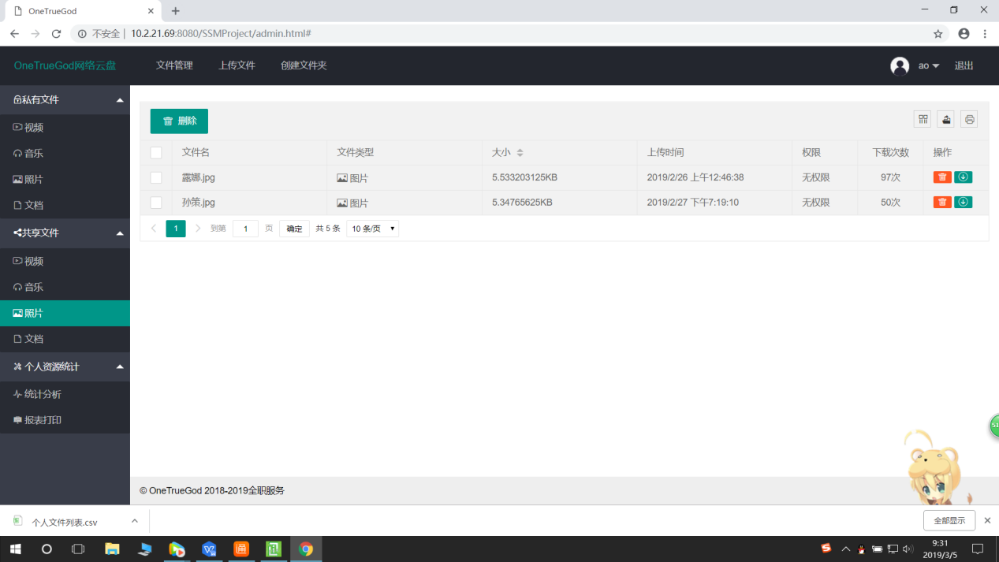 OneTrueGod
不安全 | 10.2.21.69:8080/SSMProject/admin.html#
OneTrueGod网络云盘 文件管理 上传文件 创建文件夹 ao 退出
私有文件
视频
音乐
照片
文档
共享文件
视频
音乐
照片
文档
个人资源统计
统计分析
报表打印
删除
文件名 文件类型 大小 上传时间 权限 下载次数 操作
露娜.jpg 图片 5.533203125KB 2019/2/26 上午12:46:38 无权限 97次
孙策.jpg 图片 5.34765625KB 2019/2/27 下午7:19:10 无权限 50次
1 到第 1 页 确定 共 5 条 10 条/页
51
© OneTrueGod 2018-2019全职服务
个人文件列表.csv 全部显示
9:31
2019/3/5